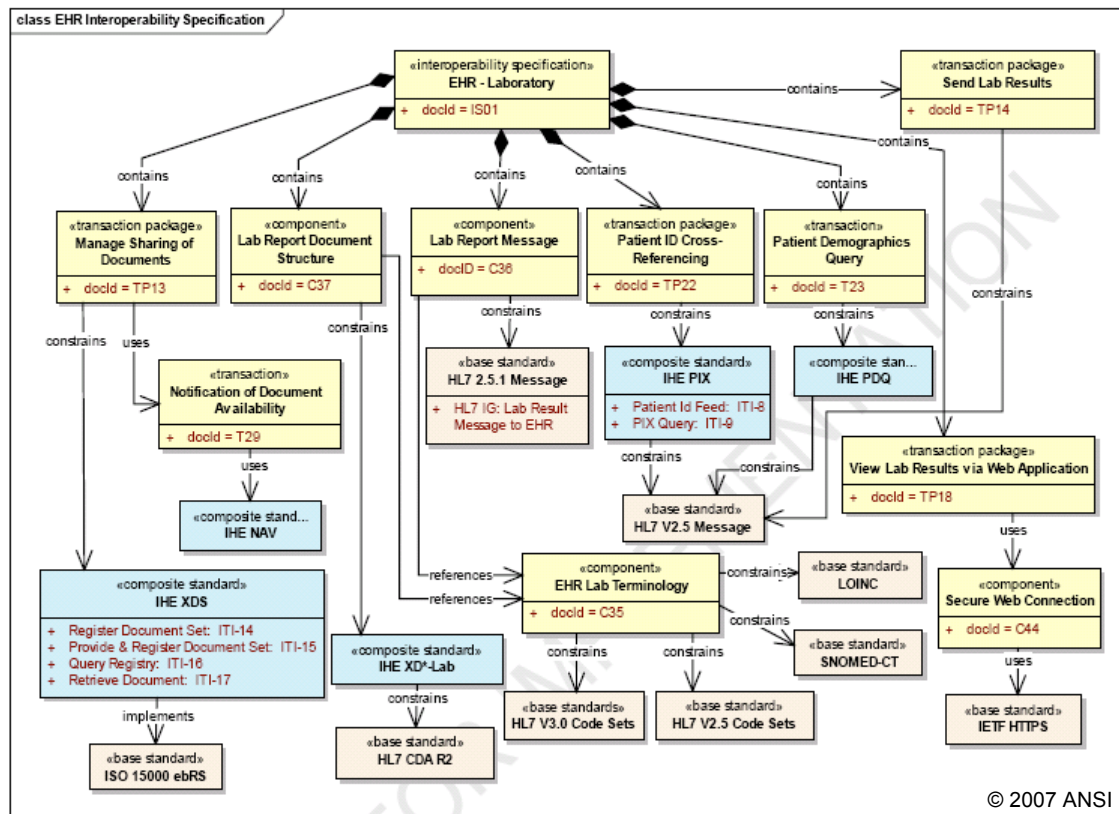 class EHR Interoperability Specification
«interoperability specification»
EHR - Laboratory
+ docId = IS01
«transaction package»
Send Lab Results
+ docId = TP14
contains
contains
contains
contains
contains
contains
contains
«transaction package»
Manage Sharing of
Documents
+ docId = TP13
«component»
Lab Report Document
Structure
+ docId = C37
«component»
Lab Report Message
+ docID = C36
«transaction package»
Patient ID Cross-
Referencing
+ docId = TP22
«transaction»
Patient Demographics
Query
+ docId = T23
constrains
uses
constrains
constrains
constrains
constrains
constrains
«transaction»
Notification of Document
Availability
+ docId = T29
«base standard»
HL7 2.5.1 Message
+ HL7 IG: Lab Result
Message to EHR
«composite standard»
IHE PIX
+ Patient Id Feed: ITI-8
+ PIX Query: ITI-9
«composite stan...
IHE PDQ
uses
constrains
constrains
«transaction package»
View Lab Results via Web Application
+ docId = TP18
«composite stand...
IHE NAV
«base standard»
HL7 V2.5 Message
uses
«composite standard»
IHE XDS
+ Register Document Set: ITI-14
+ Provide & Register Document Set: ITI-15
+ Query Registry: ITI-16
+ Retrieve Document: ITI-17
references
references
«component»
EHR Lab Terminology
+ docId = C35
constrains
«base standard»
LOINC
constrains
«base standard»
SNOMED-CT
«component»
Secure Web Connection
+ docId = C44
«composite standard»
IHE XD*-Lab
constrains
constrains
uses
implements
constrains
«base standards»
HL7 V3.0 Code Sets
«base standard»
HL7 V2.5 Code Sets
«base standard»
IETF HTTPS
«base standard»
ISO 15000 ebRS
«base standard»
HL7 CDA R2
© 2007 ANSI